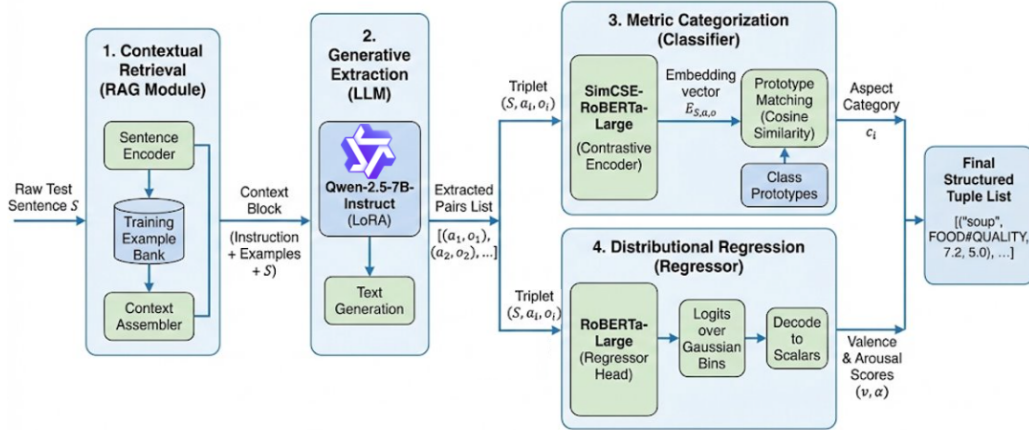 Raw Test
Sentence S
1. Contextual
Retrieval
(RAG Module)
Sentence
Encoder
Training
Example
Bank
Context
Assembler
Context
Block
(Instruction
+ Examples
+ S)
2.
Generative
Extraction
(LLM)
Qwen-2.5-7B-
Instruct
(LoRA)
Text
Generation
Extracted
Pairs List
[(a₁, o₁),
(a₂, o₂), ...]
Triplet
(S, aᵢ, oᵢ)
3. Metric Categorization
(Classifier)
SimCSE-
RoBERTa-
Large
(Contrastive
Encoder)
Embedding
vector
E_{S,a,o}
Prototype
Matching
(Cosine
Similarity)
Class
Prototypes
Aspect
Category
cᵢ
Triplet
(S, aᵢ, oᵢ)
4. Distributional Regression
(Regressor)
RoBERTa-
Large
(Regressor
Head)
Logits
over
Gaussian
Bins
Decode
to
Scalars
Valence
& Arousal
Scores
(v, α)
Final
Structured
Tuple List
[("soup",
FOOD#QUALITY,
7.2, 5.0), ...]